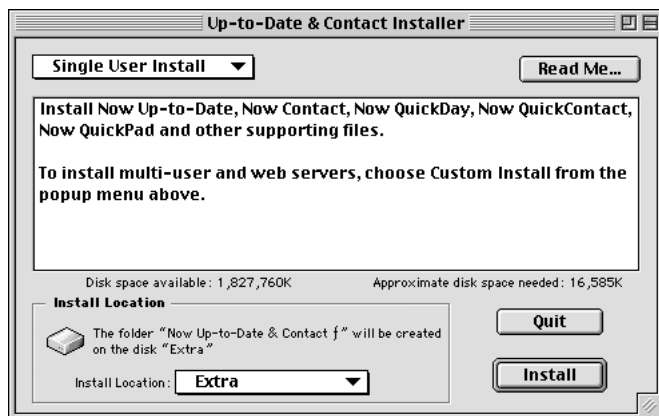 Up-to-Date & Contact Installer
Single User Install
Read Me...
Install Now Up-to-Date, Now Contact, Now QuickDay, Now QuickContact,
Now QuickPad and other supporting files.
To install multi-user and web servers, choose Custom Install from the
popup menu above.
Disk space available: 1,827,760K
Approximate disk space needed: 16,585K
Install Location
The folder “Now Up-to-Date & Contact ƒ” will be created
on the disk “Extra”
Install Location: Extra
Quit
Install